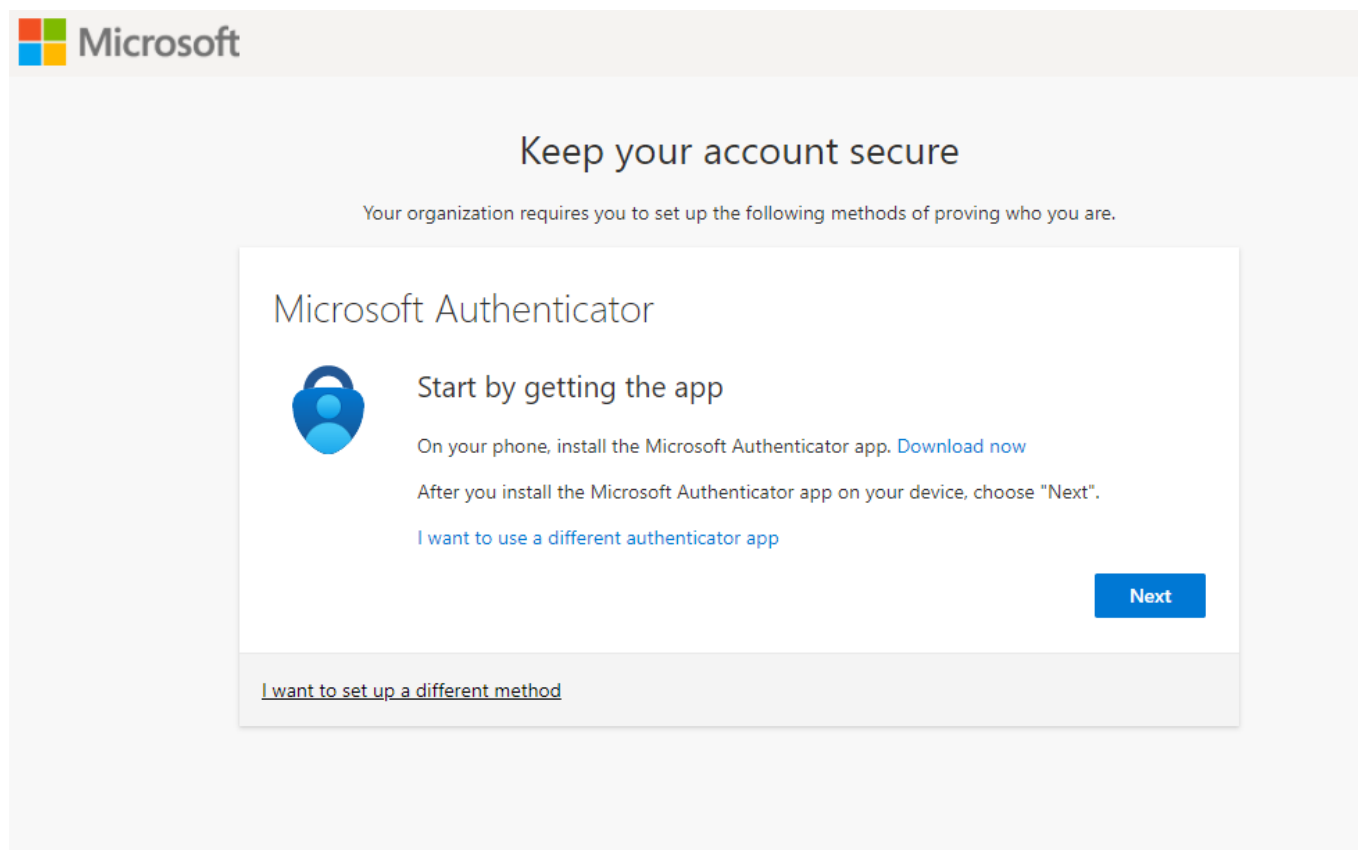 Microsoft
Keep your account secure
Your organization requires you to set up the following methods of proving who you are.
Microsoft Authenticator
Start by getting the app
On your phone, install the Microsoft Authenticator app. Download now
After you install the Microsoft Authenticator app on your device, choose "Next".
I want to use a different authenticator app
Next
I want to set up a different method